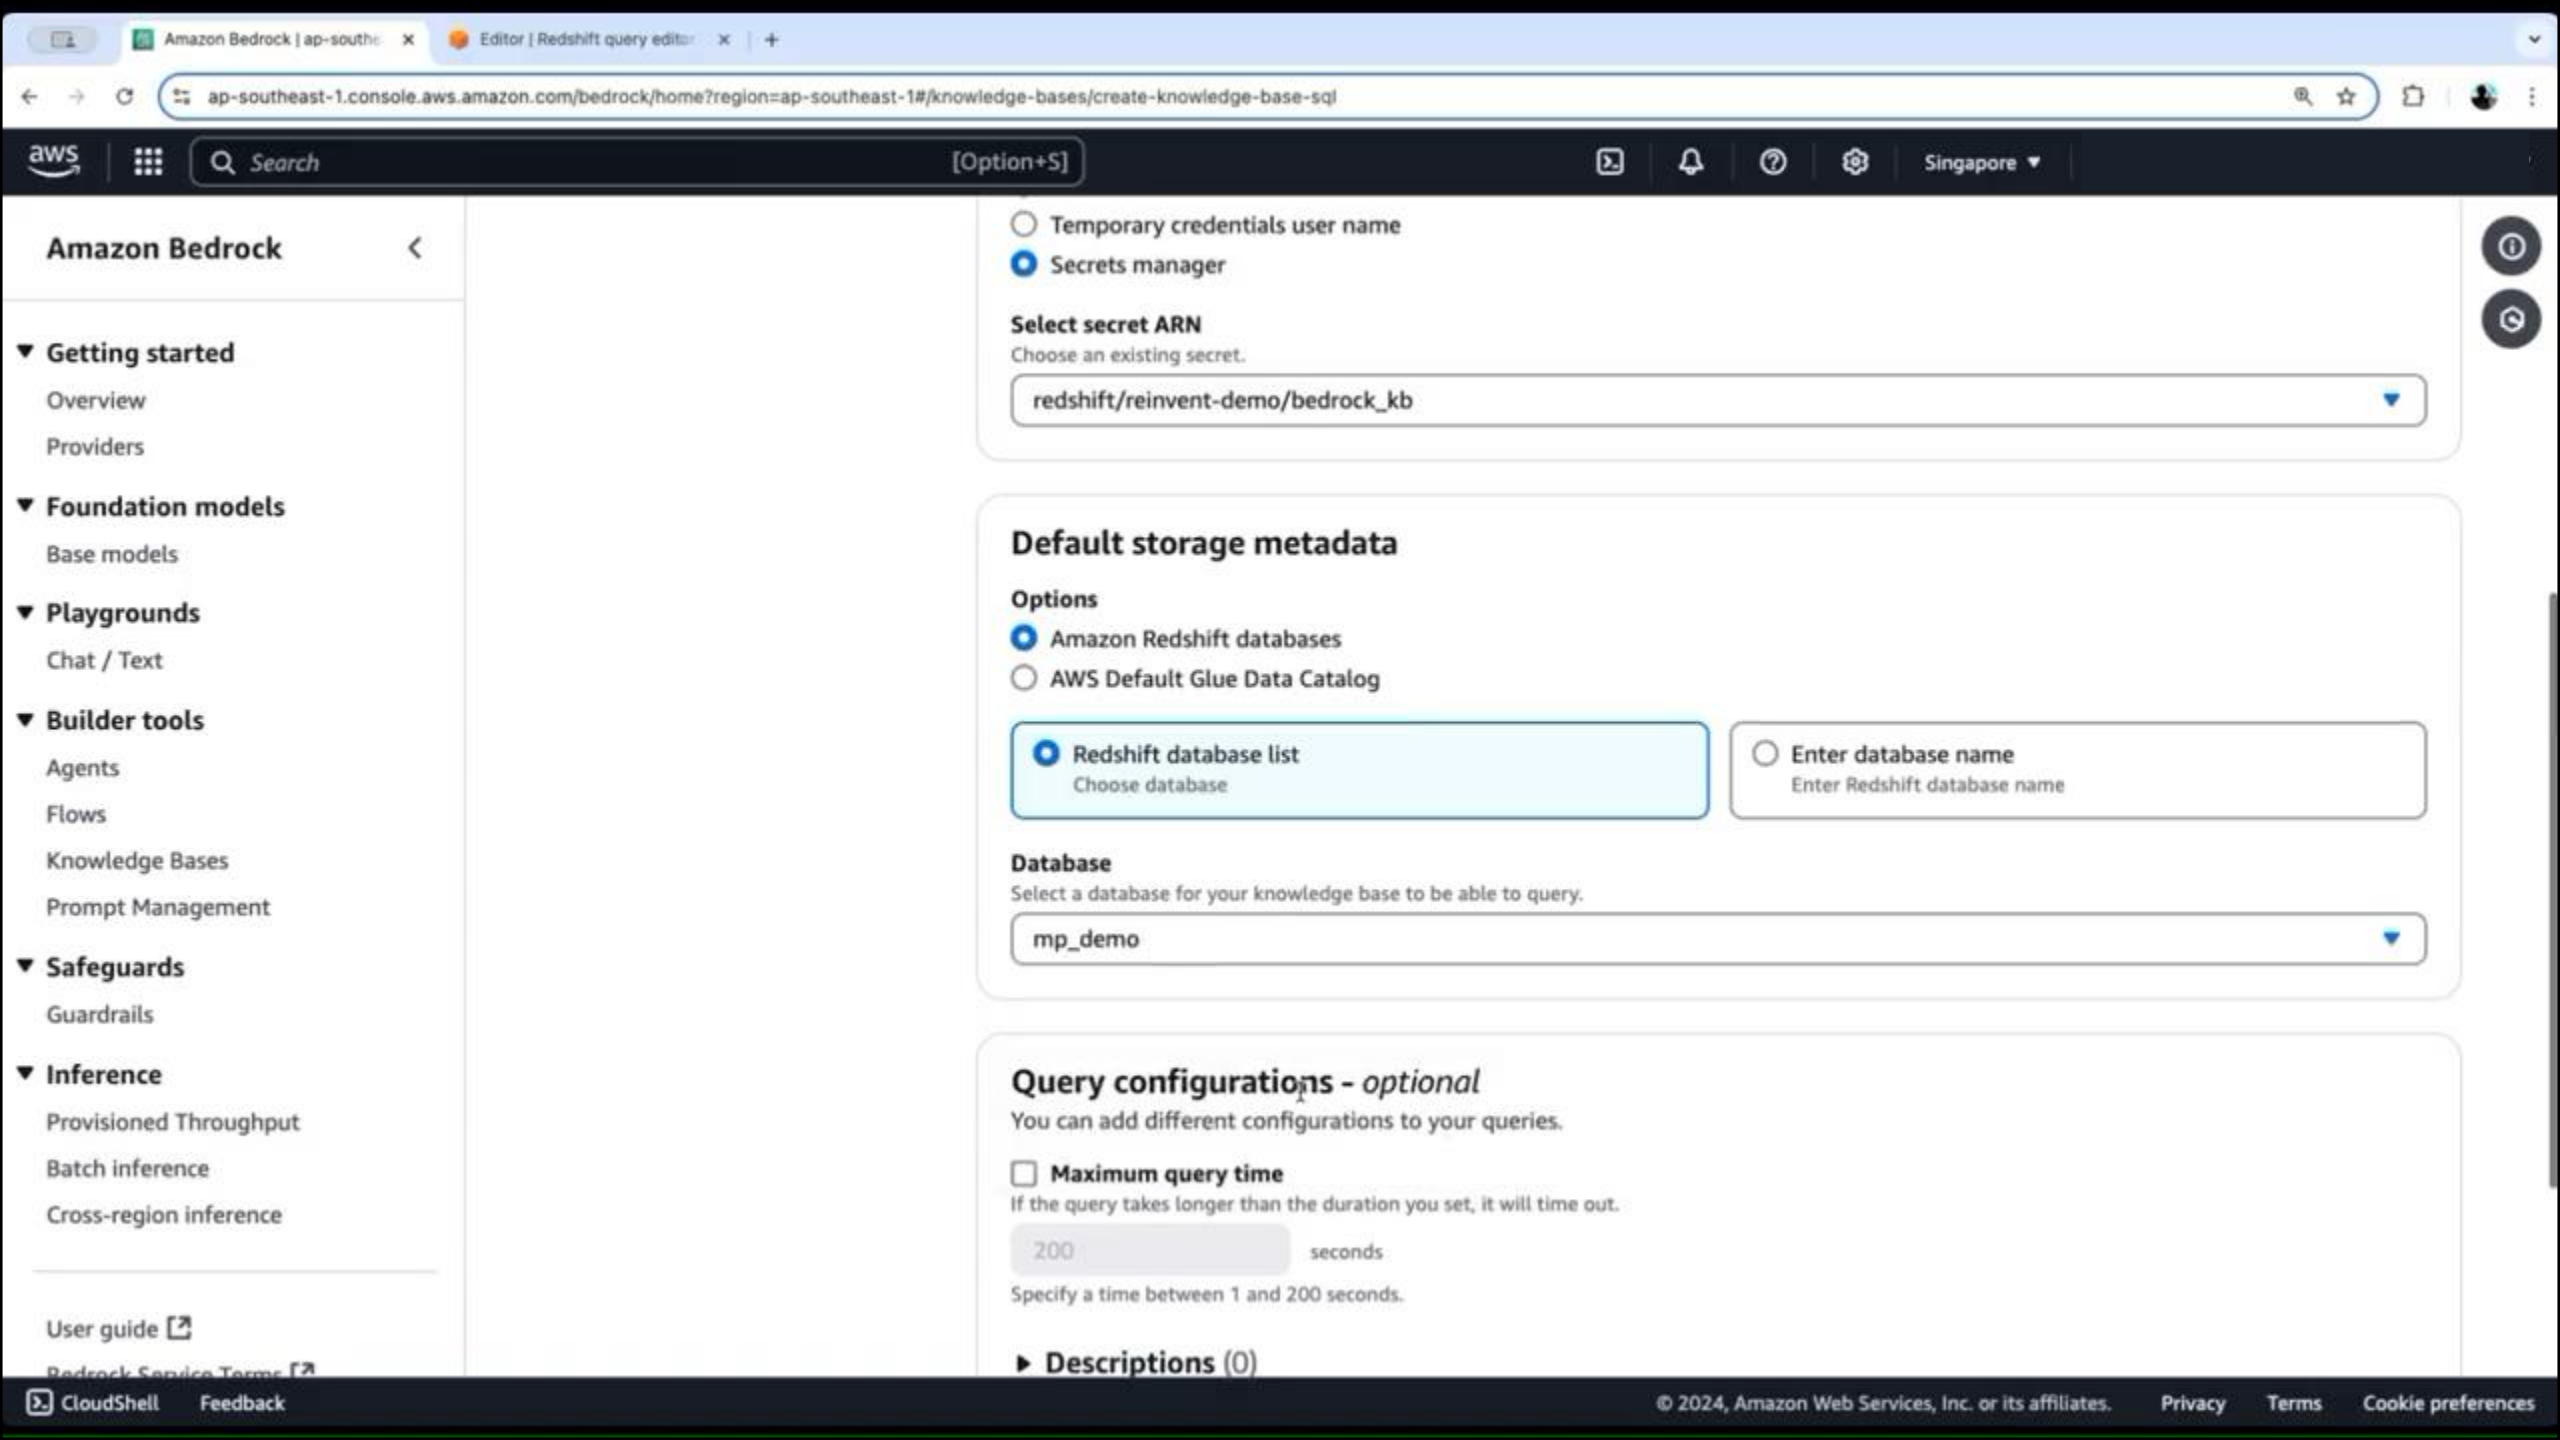 Amazon Bedrock | ap-southe
Editor | Redshift query editor
ap-southeast-1.console.aws.amazon.com/bedrock/home?region=ap-southeast-1#/knowledge-bases/create-knowledge-base-sql
aws
Search
[Option+S]
Singapore
Amazon Bedrock
Getting started
Overview
Providers
Foundation models
Base models
Playgrounds
Chat / Text
Builder tools
Agents
Flows
Knowledge Bases
Prompt Management
Safeguards
Guardrails
Inference
Provisioned Throughput
Batch inference
Cross-region inference
User guide
Bedrock Service Terms
Temporary credentials user name
Secrets manager
Select secret ARN
Choose an existing secret.
redshift/reinvent-demo/bedrock_kb
Default storage metadata
Options
Amazon Redshift databases
AWS Default Glue Data Catalog
Redshift database list
Choose database
Enter database name
Enter Redshift database name
Database
Select a database for your knowledge base to be able to query.
mp_demo
Query configurations - optional
You can add different configurations to your queries.
Maximum query time
If the query takes longer than the duration you set, it will time out.
200 seconds
Specify a time between 1 and 200 seconds.
Descriptions (0)
CloudShell
Feedback
© 2024, Amazon Web Services, Inc. or its affiliates.
Privacy
Terms
Cookie preferences